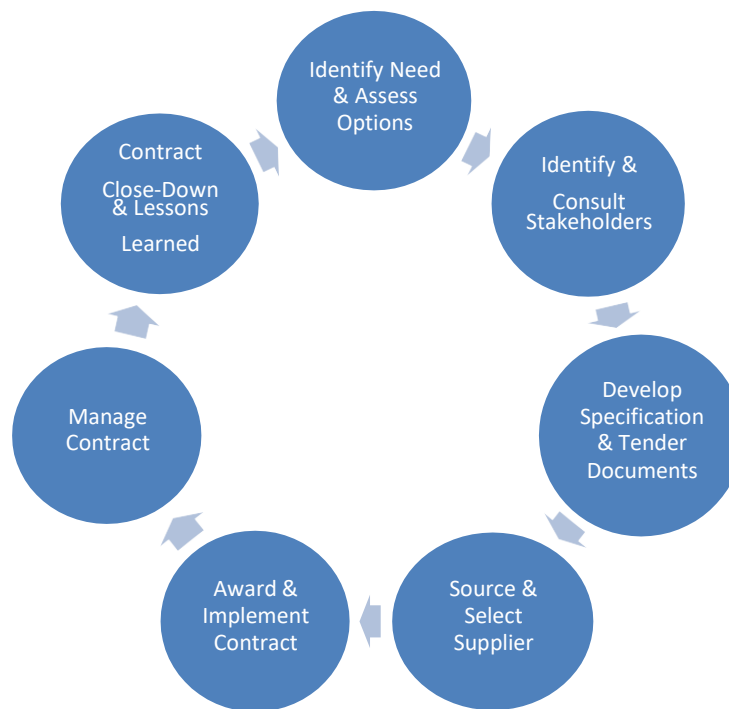 Identify Need
& Assess
Options
Identify &
Consult
Stakeholders
Develop
Specification
& Tender
Documents
Source &
Select
Supplier
Award &
Implement
Contract
Manage
Contract
Contract
Close-Down
& Lessons
Learned